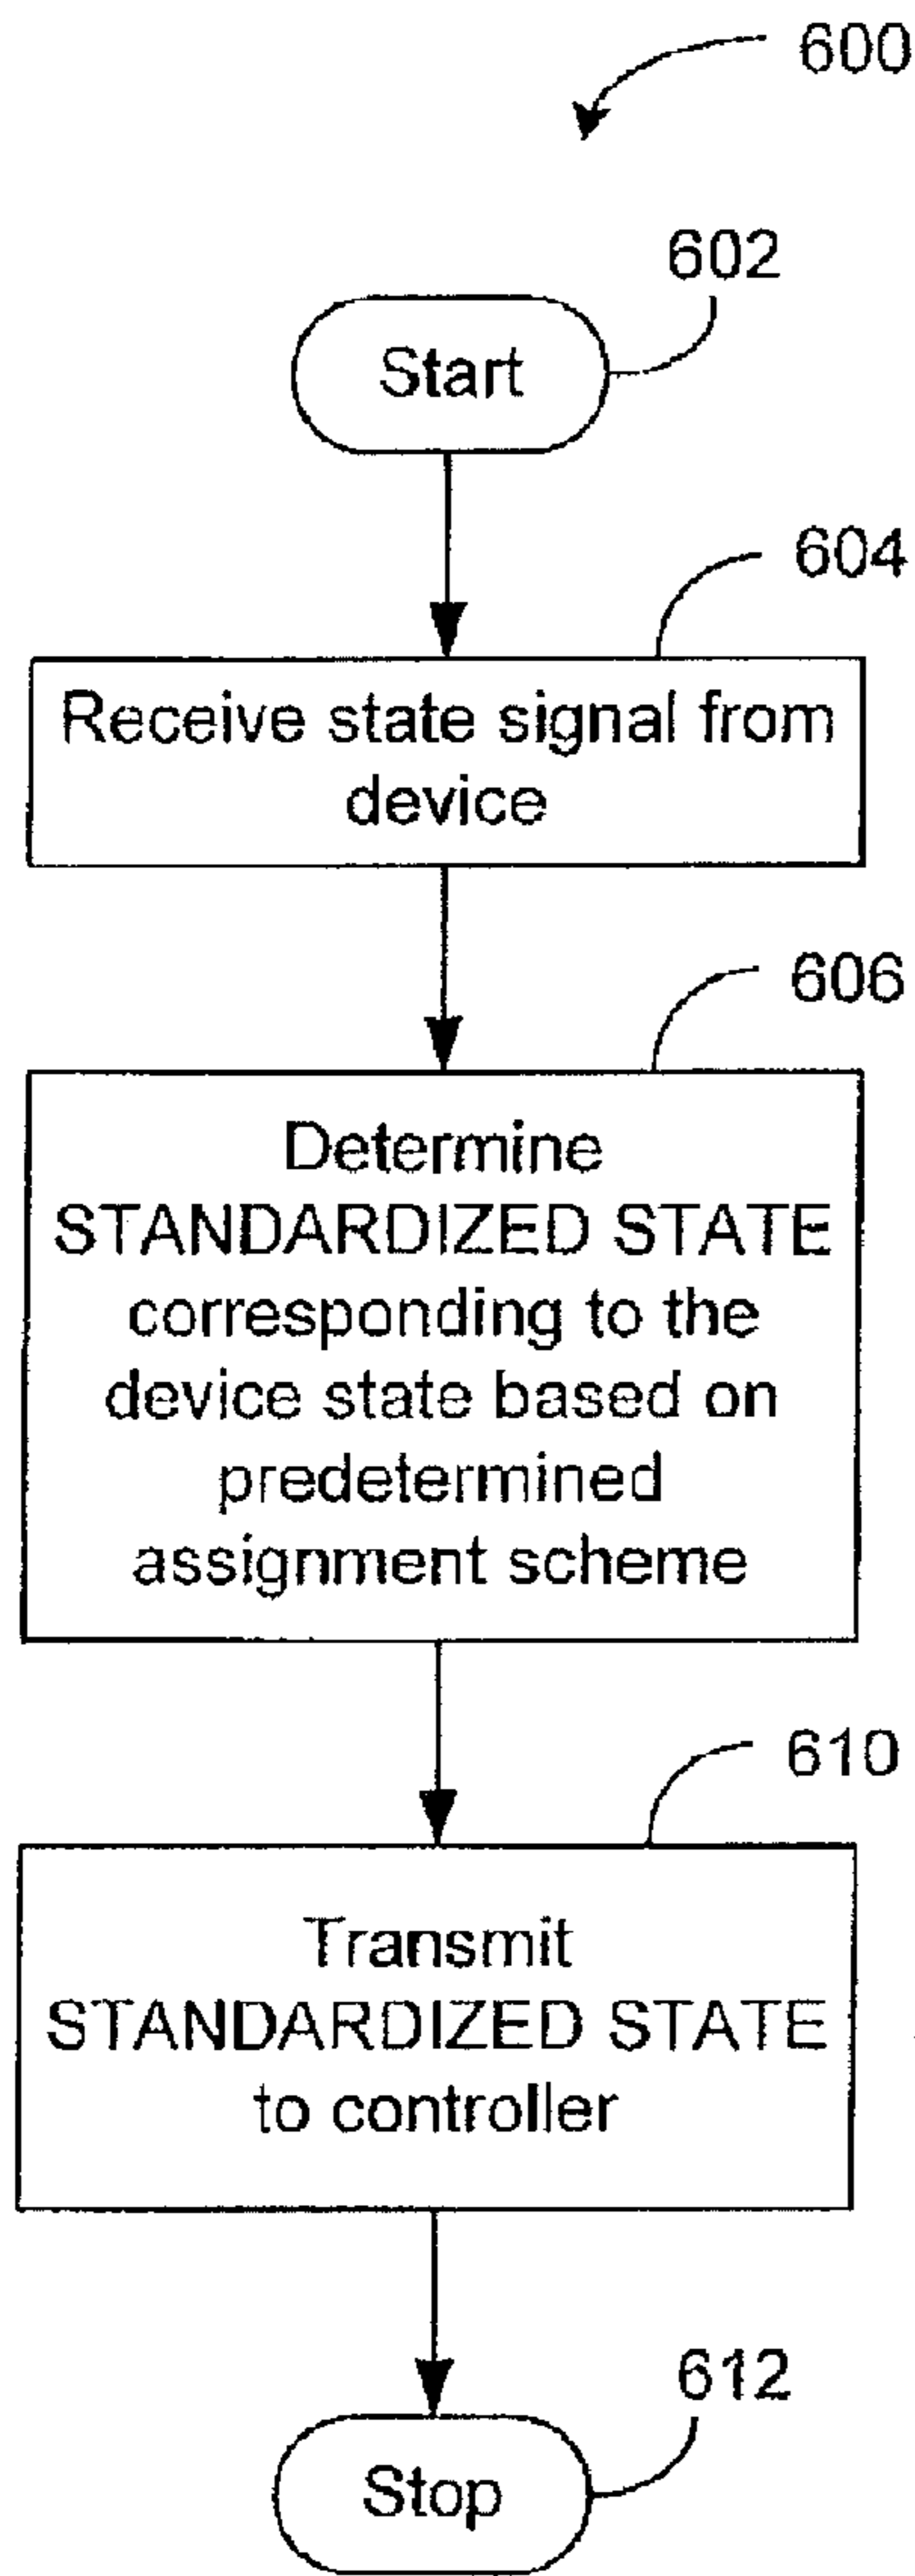 600
602
Start
604
Receive state signal from
device
606
Determine
STANDARDIZED STATE
corresponding to the
device state based on
predetermined
assignment scheme
610
Transmit
STANDARDIZED STATE
to controller
612
Stop